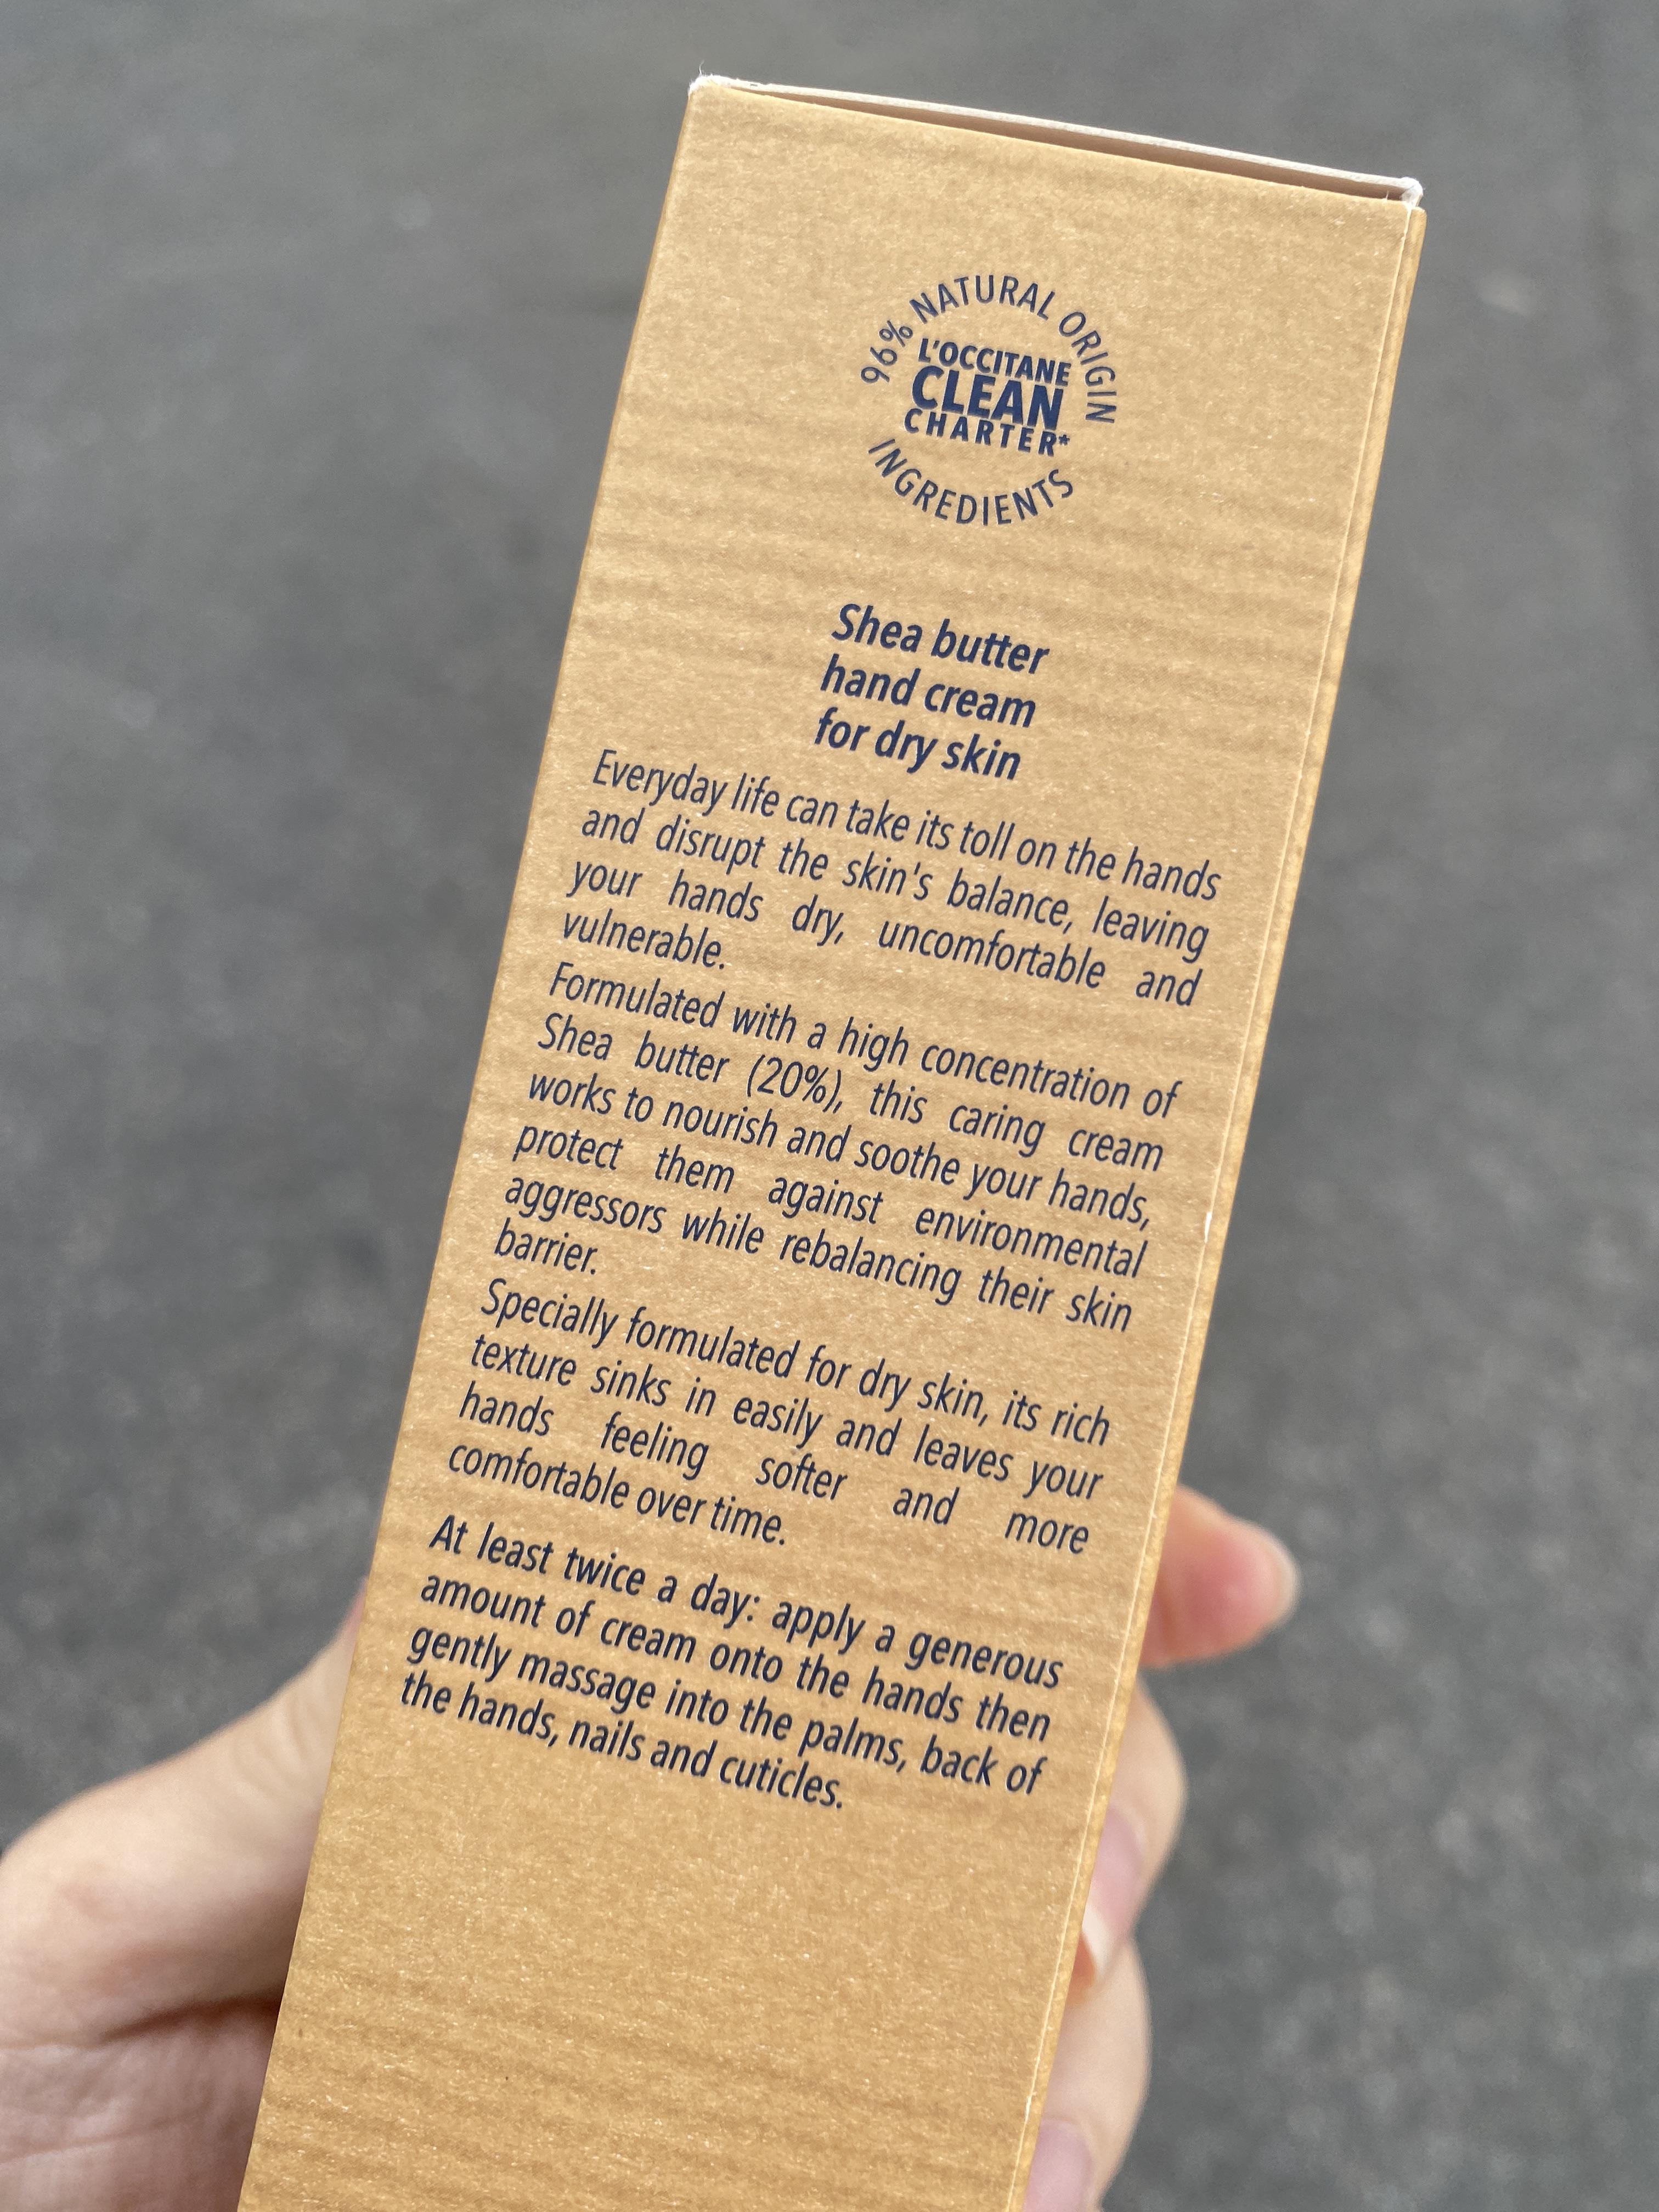 96% NATURAL ORIGIN
L'OCCITANE
CLEAN
CHARTER*
INGREDIENTS
Shea butter
hand cream
for dry skin
Everyday life can take its toll on the hands
and disrupt the skin's balance, leaving
your hands dry, uncomfortable and
vulnerable.
Formulated with a high concentration of
Shea butter (20%), this caring cream
works to nourish and soothe your hands,
protect them against environmental
aggressors while rebalancing their skin
barrier.
Specially formulated for dry skin, its rich
texture sinks in easily and leaves your
hands feeling softer and more
comfortable over time.
At least twice a day: apply a generous
amount of cream onto the hands then
gently massage into the palms, back of
the hands, nails and cuticles.